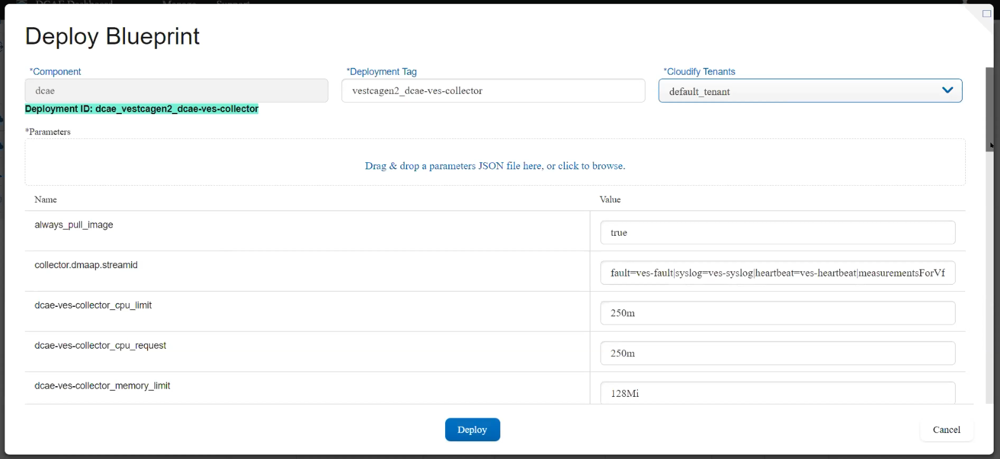 Deploy Blueprint
*Component
*Deployment Tag
*Cloudify Tenants
dcae
vestcagen2_dcae-ves-collector
default_tenant
Deployment ID: dcae_vestcagen2_dcae-ves-collector
*Parameters
Drag & drop a parameters JSON file here, or click to browse.
Name
Value
always_pull_image
true
collector.dmaap.streamid
fault=ves-fault|syslog=ves-syslog|heartbeat=ves-heartbeat|measurementsForVf
dcae-ves-collector_cpu_limit
250m
dcae-ves-collector_cpu_request
250m
dcae-ves-collector_memory_limit
128Mi
Deploy
Cancel